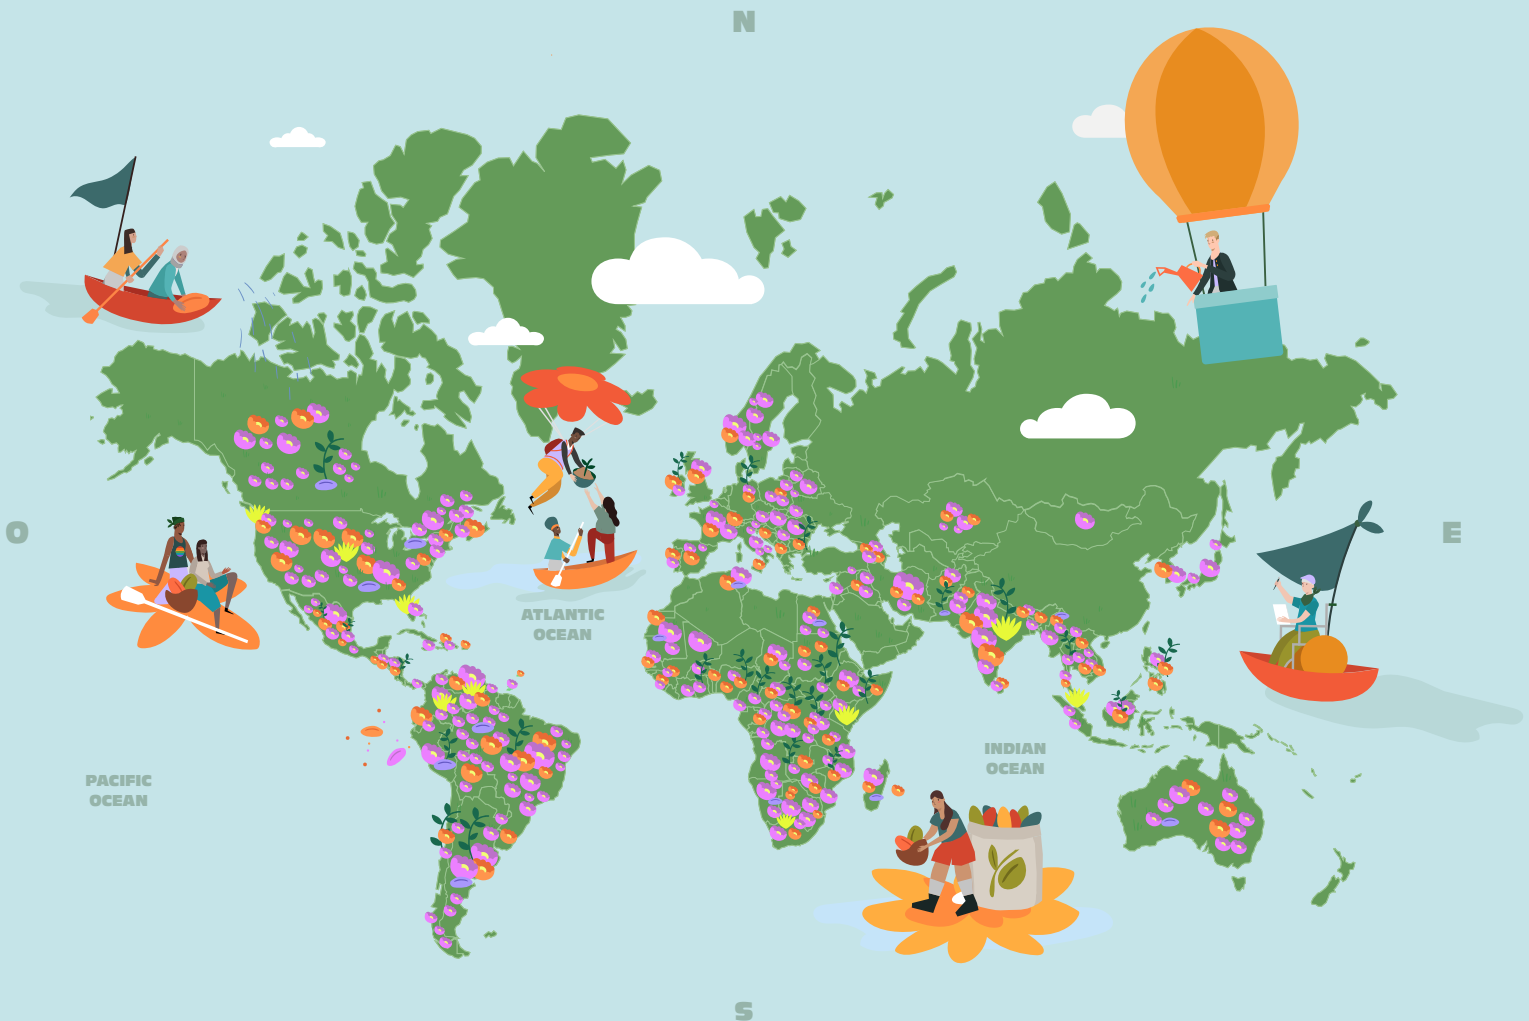 N
O
E
ATLANTIC
OCEAN
INDIAN
OCEAN
PACIFIC
OCEAN
S